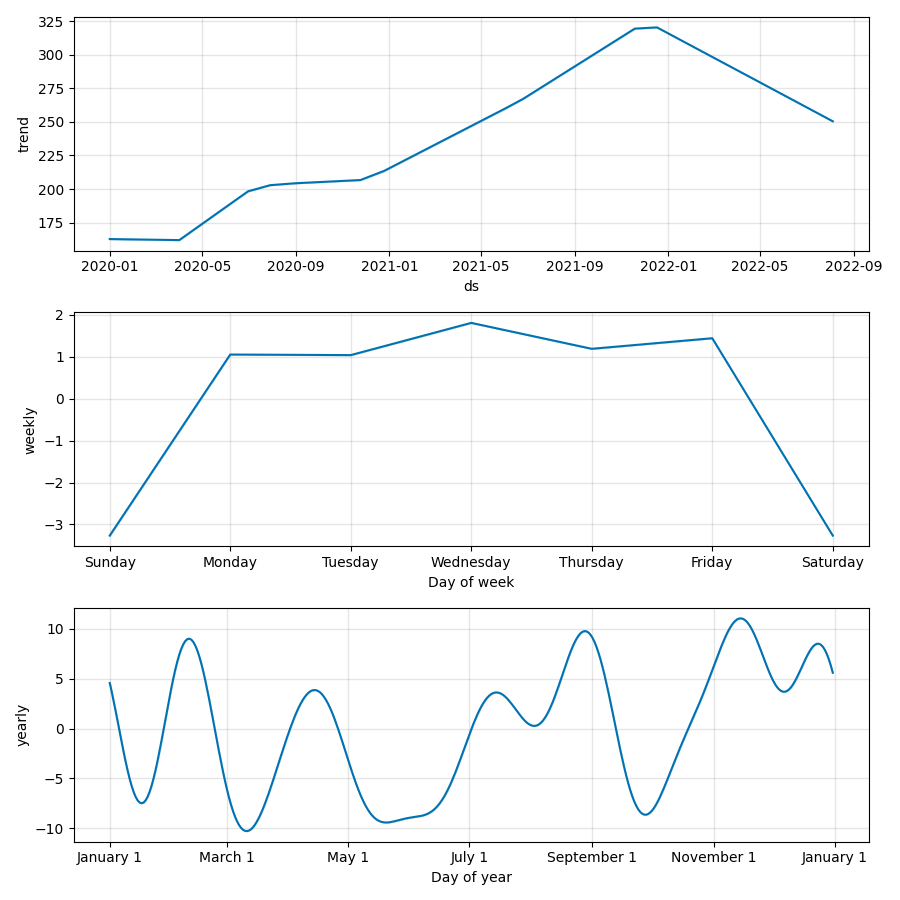 325
300
275
250
225
200
175
trend
2020-01 2020-05 2020-09 2021-01 2021-05 2021-09 2022-01 2022-05 2022-09
ds
2
1
0
−1
−2
−3
weekly
Sunday Monday Tuesday Wednesday Thursday Friday Saturday
Day of week
10
5
0
−5
−10
yearly
January 1 March 1 May 1 July 1 September 1 November 1 January 1
Day of year